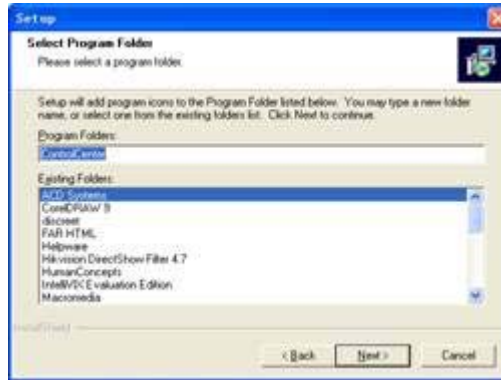 Setup
Select Program Folder
Please select a program folder.
Setup will add program icons to the Program Folder listed below. You may type a new folder
name, or select one from the existing folders list. Click Next to continue.
Program Folders:
ControlCenter
Existing Folders:
ACD Systems
CorelDRAW 9
discreet
FAR HTML
Helpware
Hikvision DirectShow Filter 4.7
HumanConcepts
IntelliVIX Evaluation Edition
Macromedia
InstallShield
< Back
Next >
Cancel